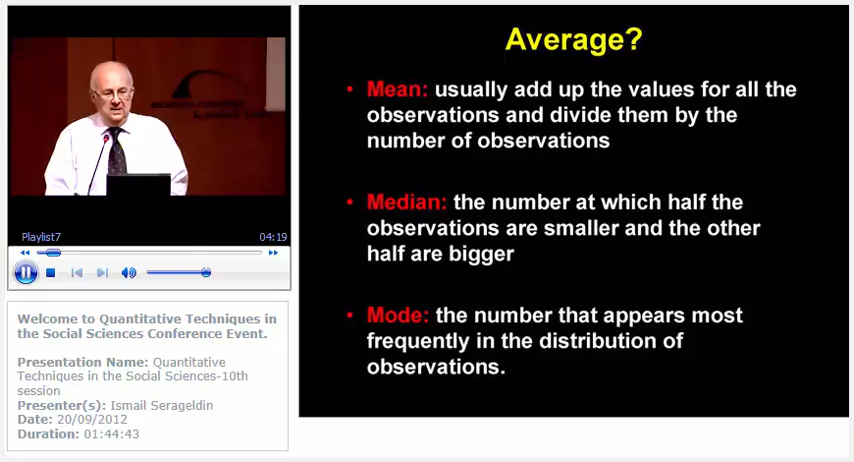 Average?
• Mean: usually add up the values for all the
observations and divide them by the
number of observations
• Median: the number at which half the
observations are smaller and the other
half are bigger
• Mode: the number that appears most
frequently in the distribution of
observations.
Playlist7 04:19
Welcome to Quantitative Techniques in
the Social Sciences Conference Event.
Presentation Name: Quantitative
Techniques in the Social Sciences-10th
session
Presenter(s): Ismail Serageldin
Date: 20/09/2012
Duration: 01:44:43